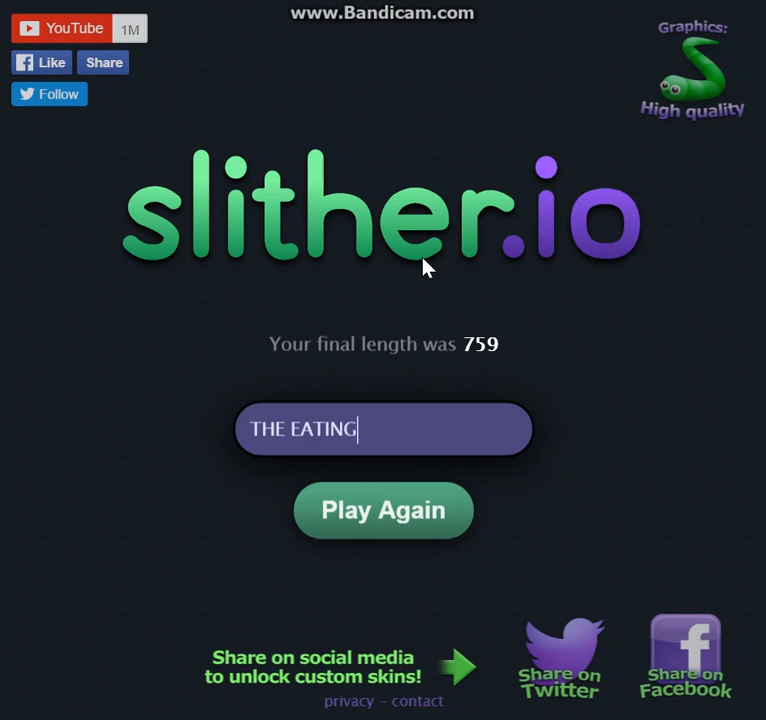 www.Bandicam.com
YouTube 1M
Like Share
Follow
Graphics:
High quality
slither.io
Your final length was 759
THE EATING
Play Again
Share on social media
to unlock custom skins!
Share on
Twitter
Share on
Facebook
privacy - contact